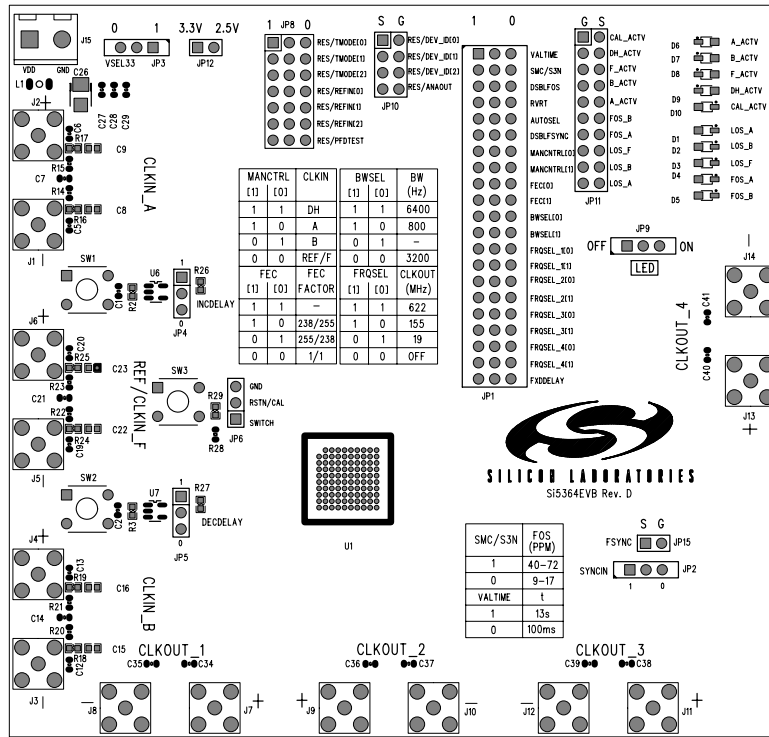 J15
VDD GND
L1
C26
J2
+
0 1
VSEL33 JP3
3.3V 2.5V
JP12
C27
C28
C29
C6
R17
C9
R15
C7
R14
C8
R16
C5
J1
CLKIN_A
1 JP8 0
RES/TMODE[0]
RES/TMODE[1]
RES/TMODE[2]
RES/REFINE[0]
RES/REFINE[1]
RES/REFINE[2]
RES/PFDTEST
S G
RES/DEV_ID[0]
RES/DEV_ID[1]
RES/DEV_ID[2]
RES/ANAOUT
JP10
1 0
VALTIME
SMC/S3N
DSBLFOS
RVRT
AUTOSEL
DSBLFSYNC
MANCNTRL[0]
MANCNTRL[1]
FEC[0]
FEC[1]
BWSEL[0]
BWSEL[1]
FRQSEL_1[0]
FRQSEL_1[1]
FRQSEL_2[0]
FRQSEL_2[1]
FRQSEL_3[0]
FRQSEL_3[1]
FRQSEL_4[0]
FRQSEL_4[1]
FXDDELAY
JP1
G S
CAL_ACTV
DH_ACTV
F_ACTV
B_ACTV
A_ACTV
FOS_B
FOS_A
LOS_F
LOS_B
LOS_A
JP11
D6 A_ACTV
D7 B_ACTV
D8 F_ACTV
DH_ACTV
D9
D10 CAL_ACTV
D1 LOS_A
D2 LOS_B
D3 LOS_F
D4 FOS_A
D5 FOS_B
JP9
OFF ON
LED
MANCTRL CLKIN BWSEL BW
[1] [0] [1] [0] (Hz)
1 1 DH 1 1 6400
1 0 A 1 0 800
0 1 B 0 1 –
0 0 REF/F 0 0 3200
FEC FEC FRQSEL CLKOUT
[1] [0] FACTOR [1] [0] (MHz)
1 1 – 1 1 622
1 0 238/255 1 0 155
0 1 255/238 0 1 19
0 0 1/1 0 0 OFF
SW1
C1
R2
U6
1
R26
INCDELAY
0
JP4
J6
+
C20
R25
C23
R23
C21
R22
C22
R24
C19
J5
REF/CLKIN_F
SW3
R29
R28
GND
RSTN/CAL
SWITCH
JP6
SW2
C2
R3
U7
1
R27
DECDELAY
0
JP5
U1
J14
C41
C40
CLKOUT_4
J13
+
SILICON LABORATORIES
Si5364EVB Rev. D
SMC/S3N FOS (PPM)
1 40–72
0 9–17
VALTIME t
1 13s
0 100ms
S G
FSYNC JP15
SYNCIN JP2
1 0
J4
+
C13
R19
C16
R21
C14
R20
C15
R18
C12
J3
CLKIN_B
CLKOUT_1
C35 C34
– J8 J7 +
CLKOUT_2
C36 C37
+ J9 J10 –
CLKOUT_3
C39 C38
– J12 J11 +